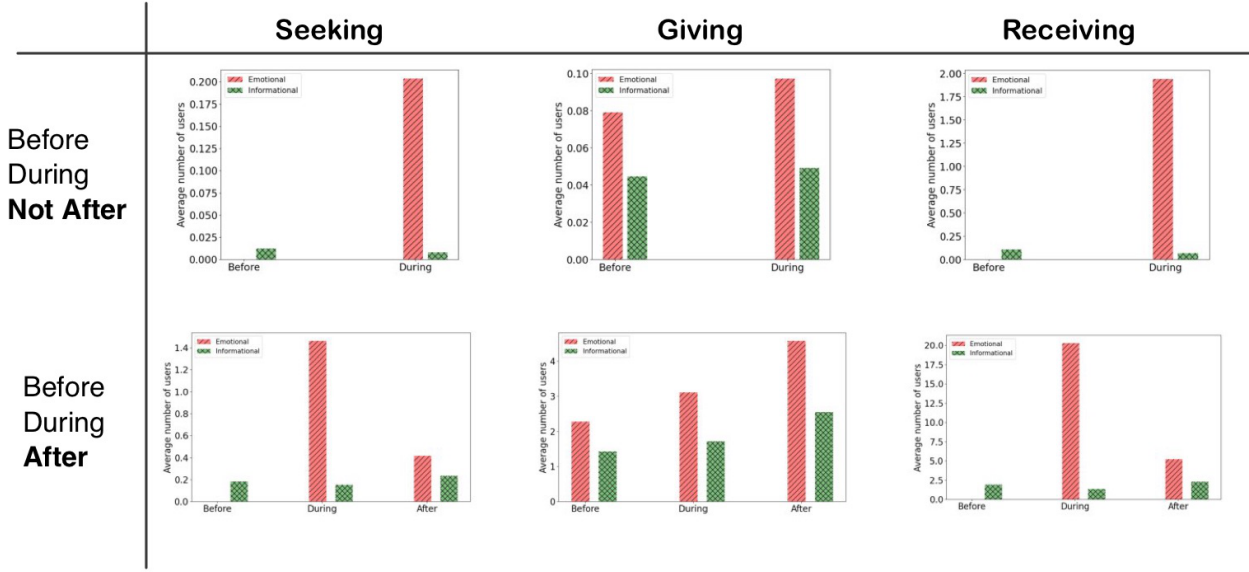 Seeking Giving Receiving
Before
During
Not After
Average number of users
0.200
0.175
0.150
0.125
0.100
0.075
0.050
0.025
0.000
Emotional
Informational
Before During
Average number of users
0.10
0.08
0.06
0.04
0.02
0.00
Emotional
Informational
Before During
Average number of users
2.00
1.75
1.50
1.25
1.00
0.75
0.50
0.25
0.00
Emotional
Informational
Before During
Before
During
After
Average number of users
1.4
1.2
1.0
0.8
0.6
0.4
0.2
0.0
Emotional
Informational
Before During After
Average number of users
4
3
2
1
0
Emotional
Informational
Before During After
Average number of users
20.0
17.5
15.0
12.5
10.0
7.5
5.0
2.5
0.0
Emotional
Informational
Before During After